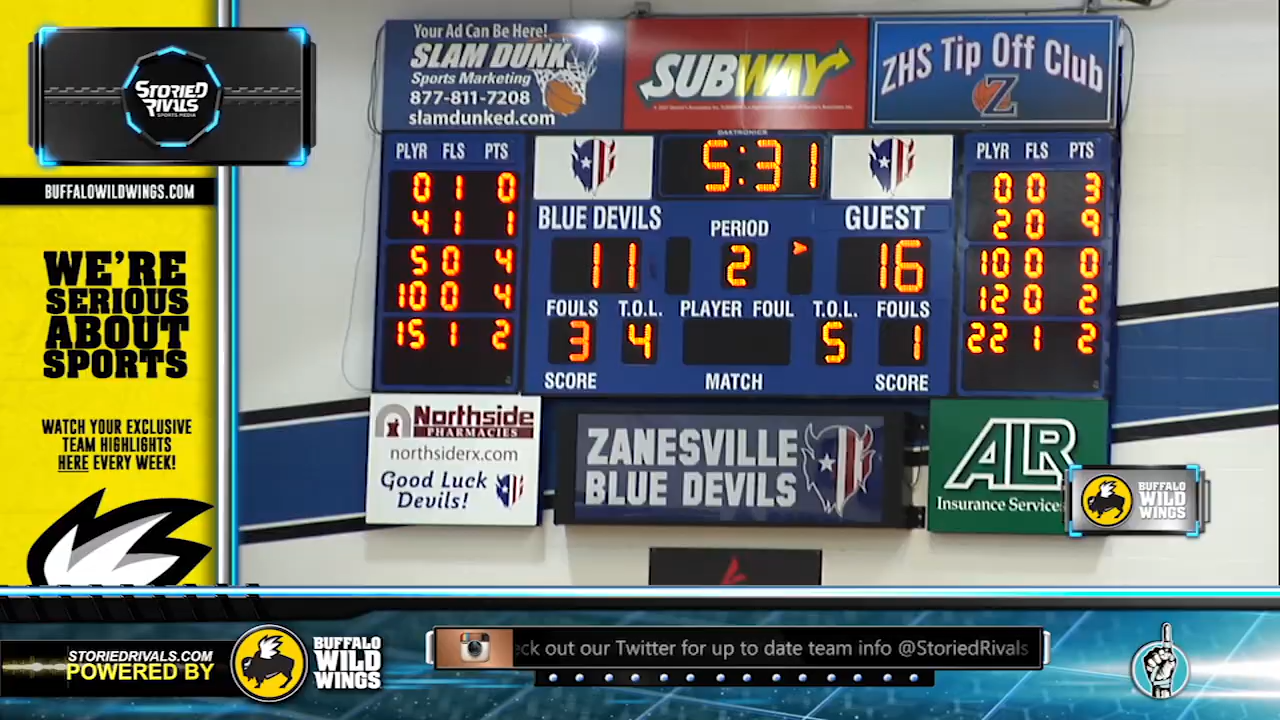 STORIED
RIVALS
SPORTS MEDIA
BUFFALOWILDWINGS.COM
WE'RE
SERIOUS
ABOUT
SPORTS
WATCH YOUR EXCLUSIVE
TEAM HIGHLIGHTS
HERE EVERY WEEK!
Your Ad Can Be Here!
SLAM DUNK
Sports Marketing
877-811-7208
slamdunked.com
SUBWAY
ZHS Tip Off Club
Z
DAKTRONICS
PLYR FLS PTS
0 1 0
41 1 1
5 0 4
10 0 4
15 1 2
5:31
BLUE DEVILS
PERIOD
GUEST
11
2
16
FOULS T.O.L. PLAYER FOUL T.O.L. FOULS
3 4 5 1
SCORE MATCH SCORE
PLYR FLS PTS
0 0 3
2 0 9
10 0 0
12 0 2
22 1 2
Northside
PHARMACIES
northsiderx.com
Good Luck
Devils!
ZANESVILLE
BLUE DEVILS
ALR
Insurance Service
BUFFALO
WILD
WINGS
STORIEDRIVALS.COM
POWERED BY
BUFFALO
WILD
WINGS
eck out our Twitter for up to date team info @StoriedRivals